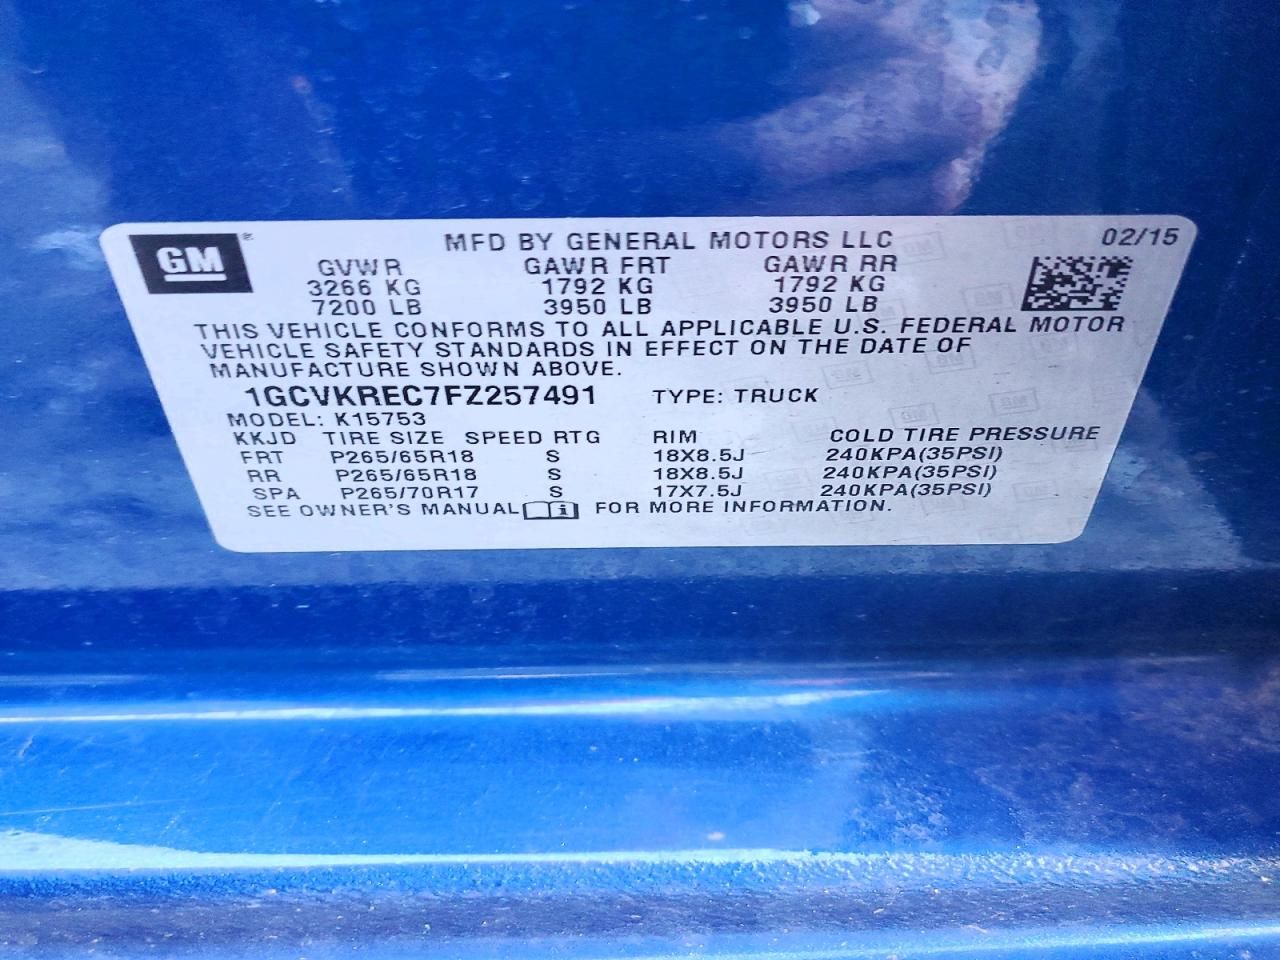 GM® MFD BY GENERAL MOTORS LLC 02/15
GVWR GAWR FRT GAWR RR
3266 KG 1792 KG 1792 KG
7200 LB 3950 LB 3950 LB
THIS VEHICLE CONFORMS TO ALL APPLICABLE U.S. FEDERAL MOTOR
VEHICLE SAFETY STANDARDS IN EFFECT ON THE DATE OF
MANUFACTURE SHOWN ABOVE.
1GCVKREC7FZ257491 TYPE: TRUCK
MODEL: K15753
KKJD TIRE SIZE SPEED RTG RIM COLD TIRE PRESSURE
FRT P265/65R18 S 18X8.5J 240KPA(35PSI)
RR P265/65R18 S 18X8.5J 240KPA(35PSI)
SPA P265/70R17 S 17X7.5J 240KPA(35PSI)
SEE OWNER'S MANUAL i FOR MORE INFORMATION.